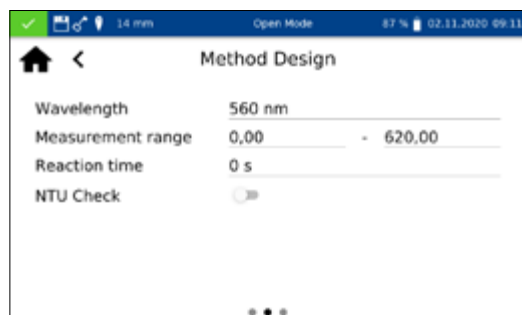 14 mm Open Mode 87 % 02.11.2020 09:11
Method Design
Wavelength 560 nm
Measurement range 0,00 - 620,00
Reaction time 0 s
NTU Check